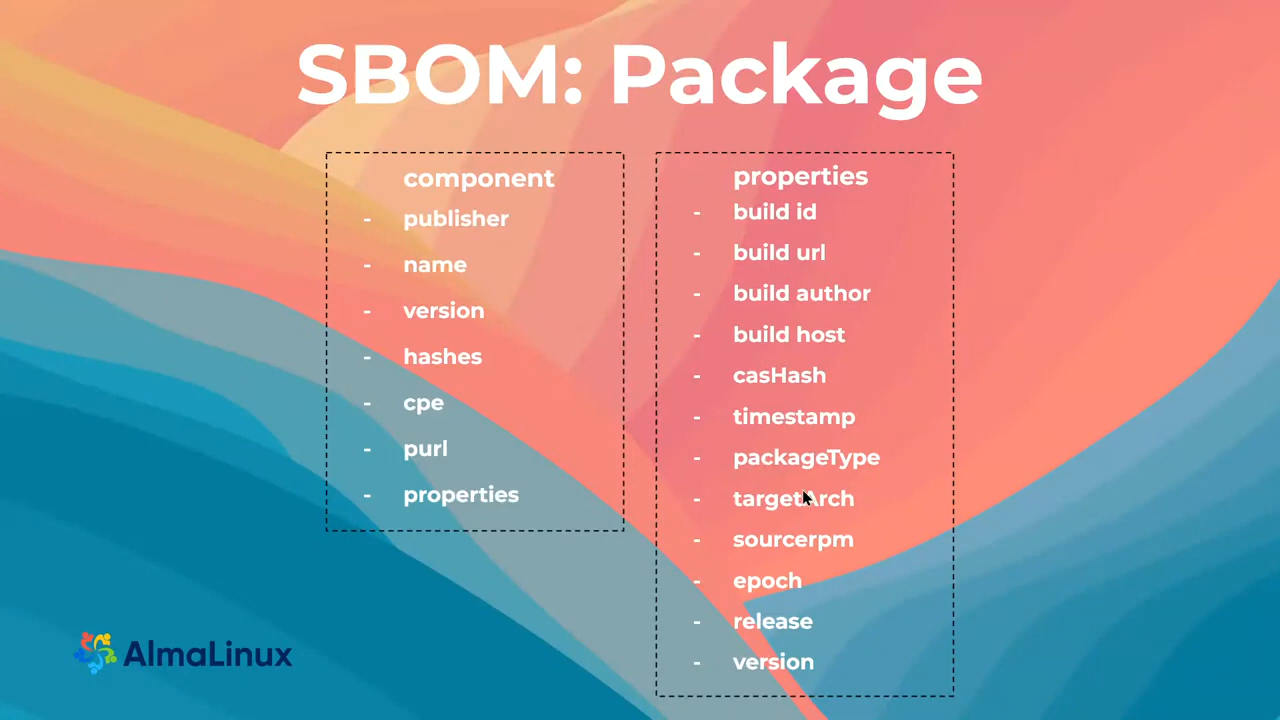 SBOM: Package
component
- publisher
- name
- version
- hashes
- cpe
- purl
- properties
properties
- build id
- build url
- build author
- build host
- casHash
- timestamp
- packageType
- targetArch
- sourcerpm
- epoch
- release
- version
AlmaLinux